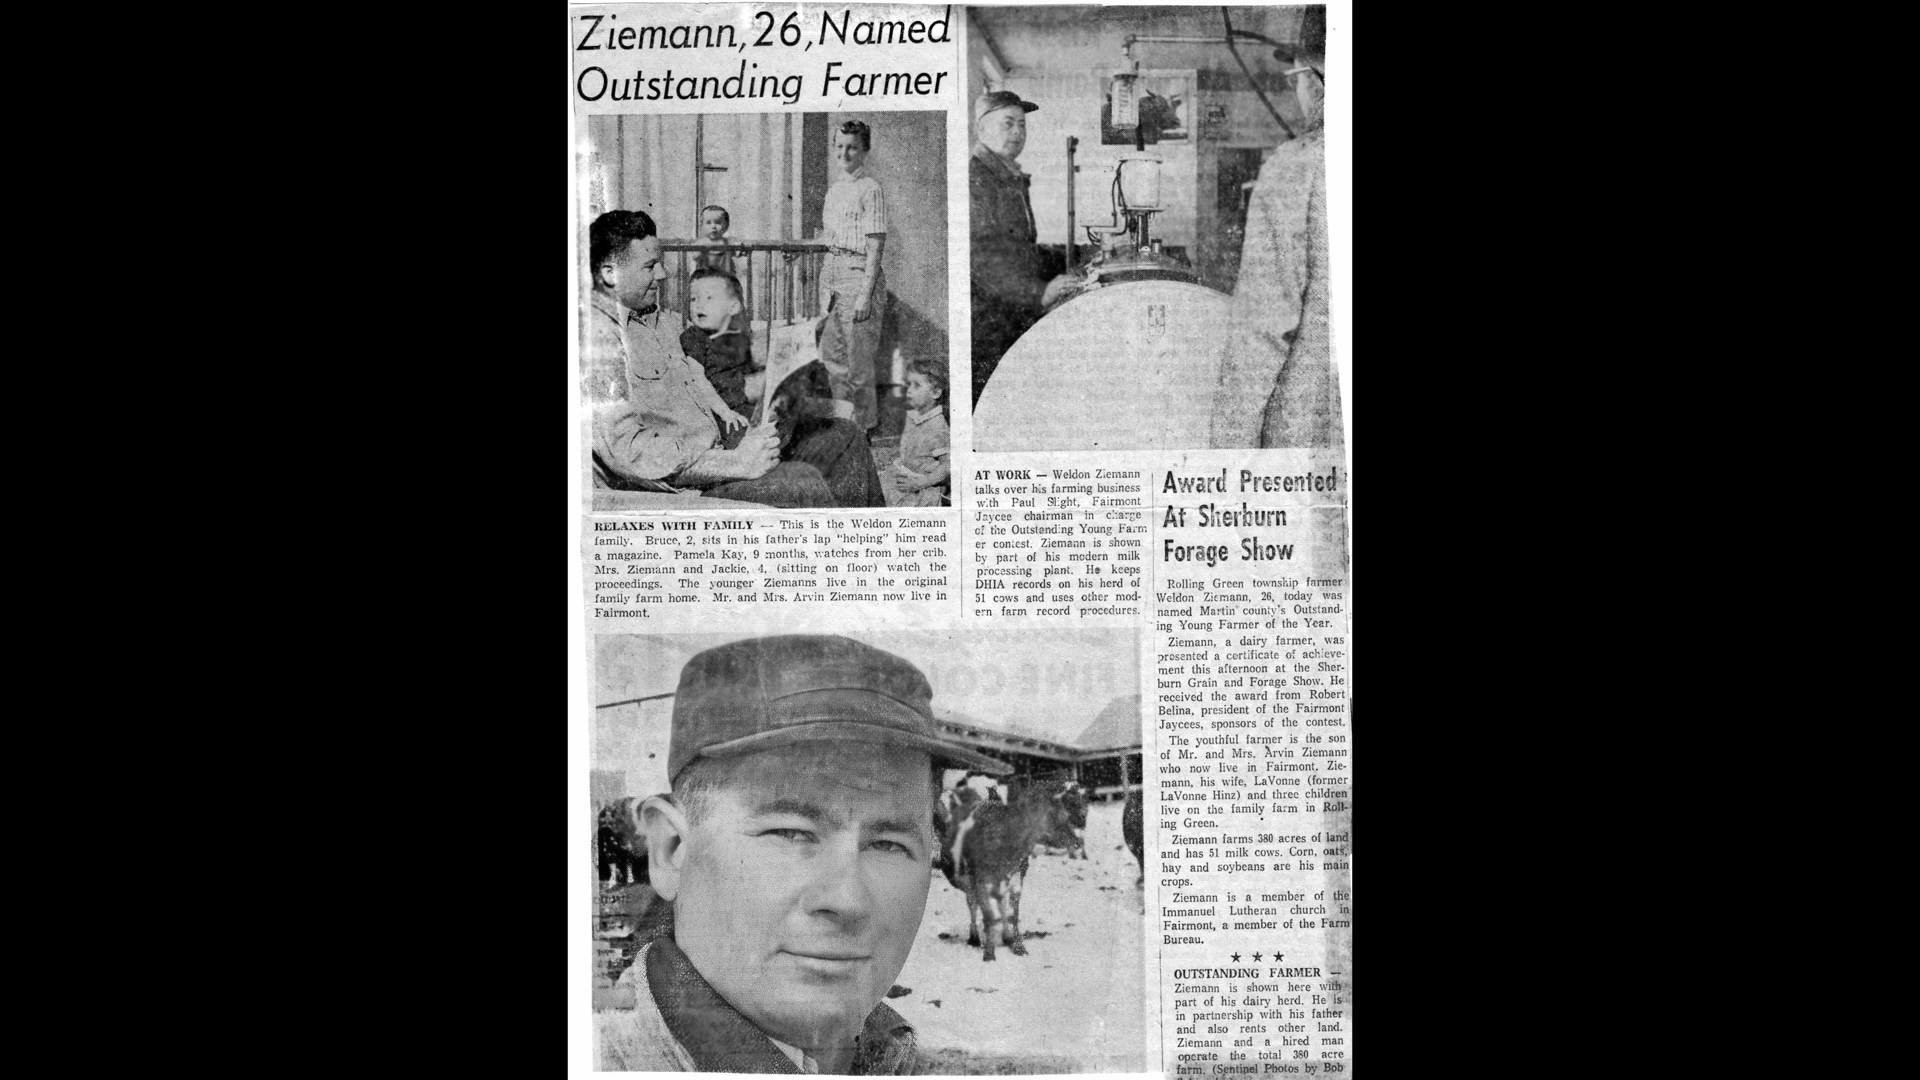 Ziemann, 26, Named
Outstanding Farmer
RELAXES WITH FAMILY — This is the Weldon Ziemann
family. Bruce, 2, sits in his father's lap "helping" him read
a magazine. Pamela Kay, 9 months, watches from her crib.
Mrs. Ziemann and Jackie, 4, (sitting on floor) watch the
proceedings. The younger Ziemanns live in the original
family farm home. Mr. and Mrs. Arvin Ziemann now live in
Fairmont.
AT WORK — Weldon Ziemann
talks over his farming business
with Paul Slight, Fairmont
Jaycee chairman in charge
of the Outstanding Young Farm
er contest. Ziemann is shown
by part of his modern milk
processing plant. He keeps
DHIA records on his herd of
51 cows and uses other mod-
ern farm record procedures.
Award Presented
At Sherburn
Forage Show
Rolling Green township farmer
Weldon Ziemann, 26, today was
named Martin county's Outstand-
ing Young Farmer of the Year.
Ziemann, a dairy farmer, was
presented a certificate of achieve-
ment this afternoon at the Sher-
burn Grain and Forage Show. He
received the award from Robert
Belina, president of the Fairmont
Jaycees, sponsors of the contest.
The youthful farmer is the son
of Mr. and Mrs. Arvin Ziemann
who now live in Fairmont. Zie-
mann, his wife, LaVonne (former
LaVonne Hinz) and three children
live on the family farm in Roll-
ing Green.
Ziemann farms 380 acres of land
and has 51 milk cows. Corn, oats,
hay and soybeans are his main
crops.
Ziemann is a member of the
Immanuel Lutheran church in
Fairmont, a member of the Farm
Bureau.
★ ★ ★
OUTSTANDING FARMER —
Ziemann is shown here with
part of his dairy herd. He is
in partnership with his father
and also rents other land.
Ziemann and a hired man
operate the total 380 acre
farm. (Sentinel Photos by Bob